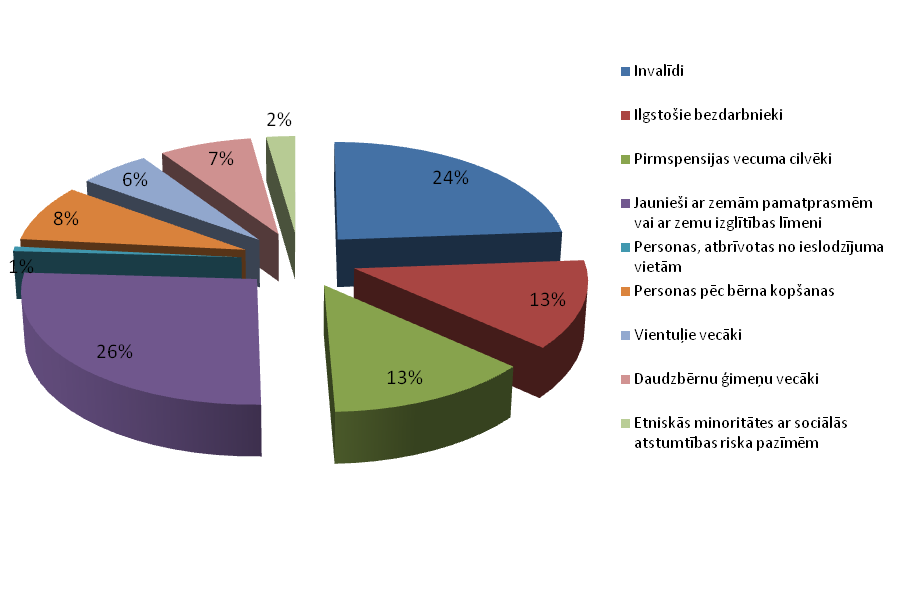 2%
7%
6%
8%
1%
26%
24%
13%
13%
Invalīdi
Ilgstošie bezdarbnieki
Pirmspensijas vecuma cilvēki
Jaunieši ar zemām pamatprasmēm
vai ar zemu izglītības līmeni
Personas, atbrīvotas no ieslodzījuma
vietām
Personas pēc bērna kopšanas
Vientuļie vecāki
Daudzbērnu ģimeņu vecāki
Etniskās minoritātes ar sociālās
atstumtības riska pazīmēm